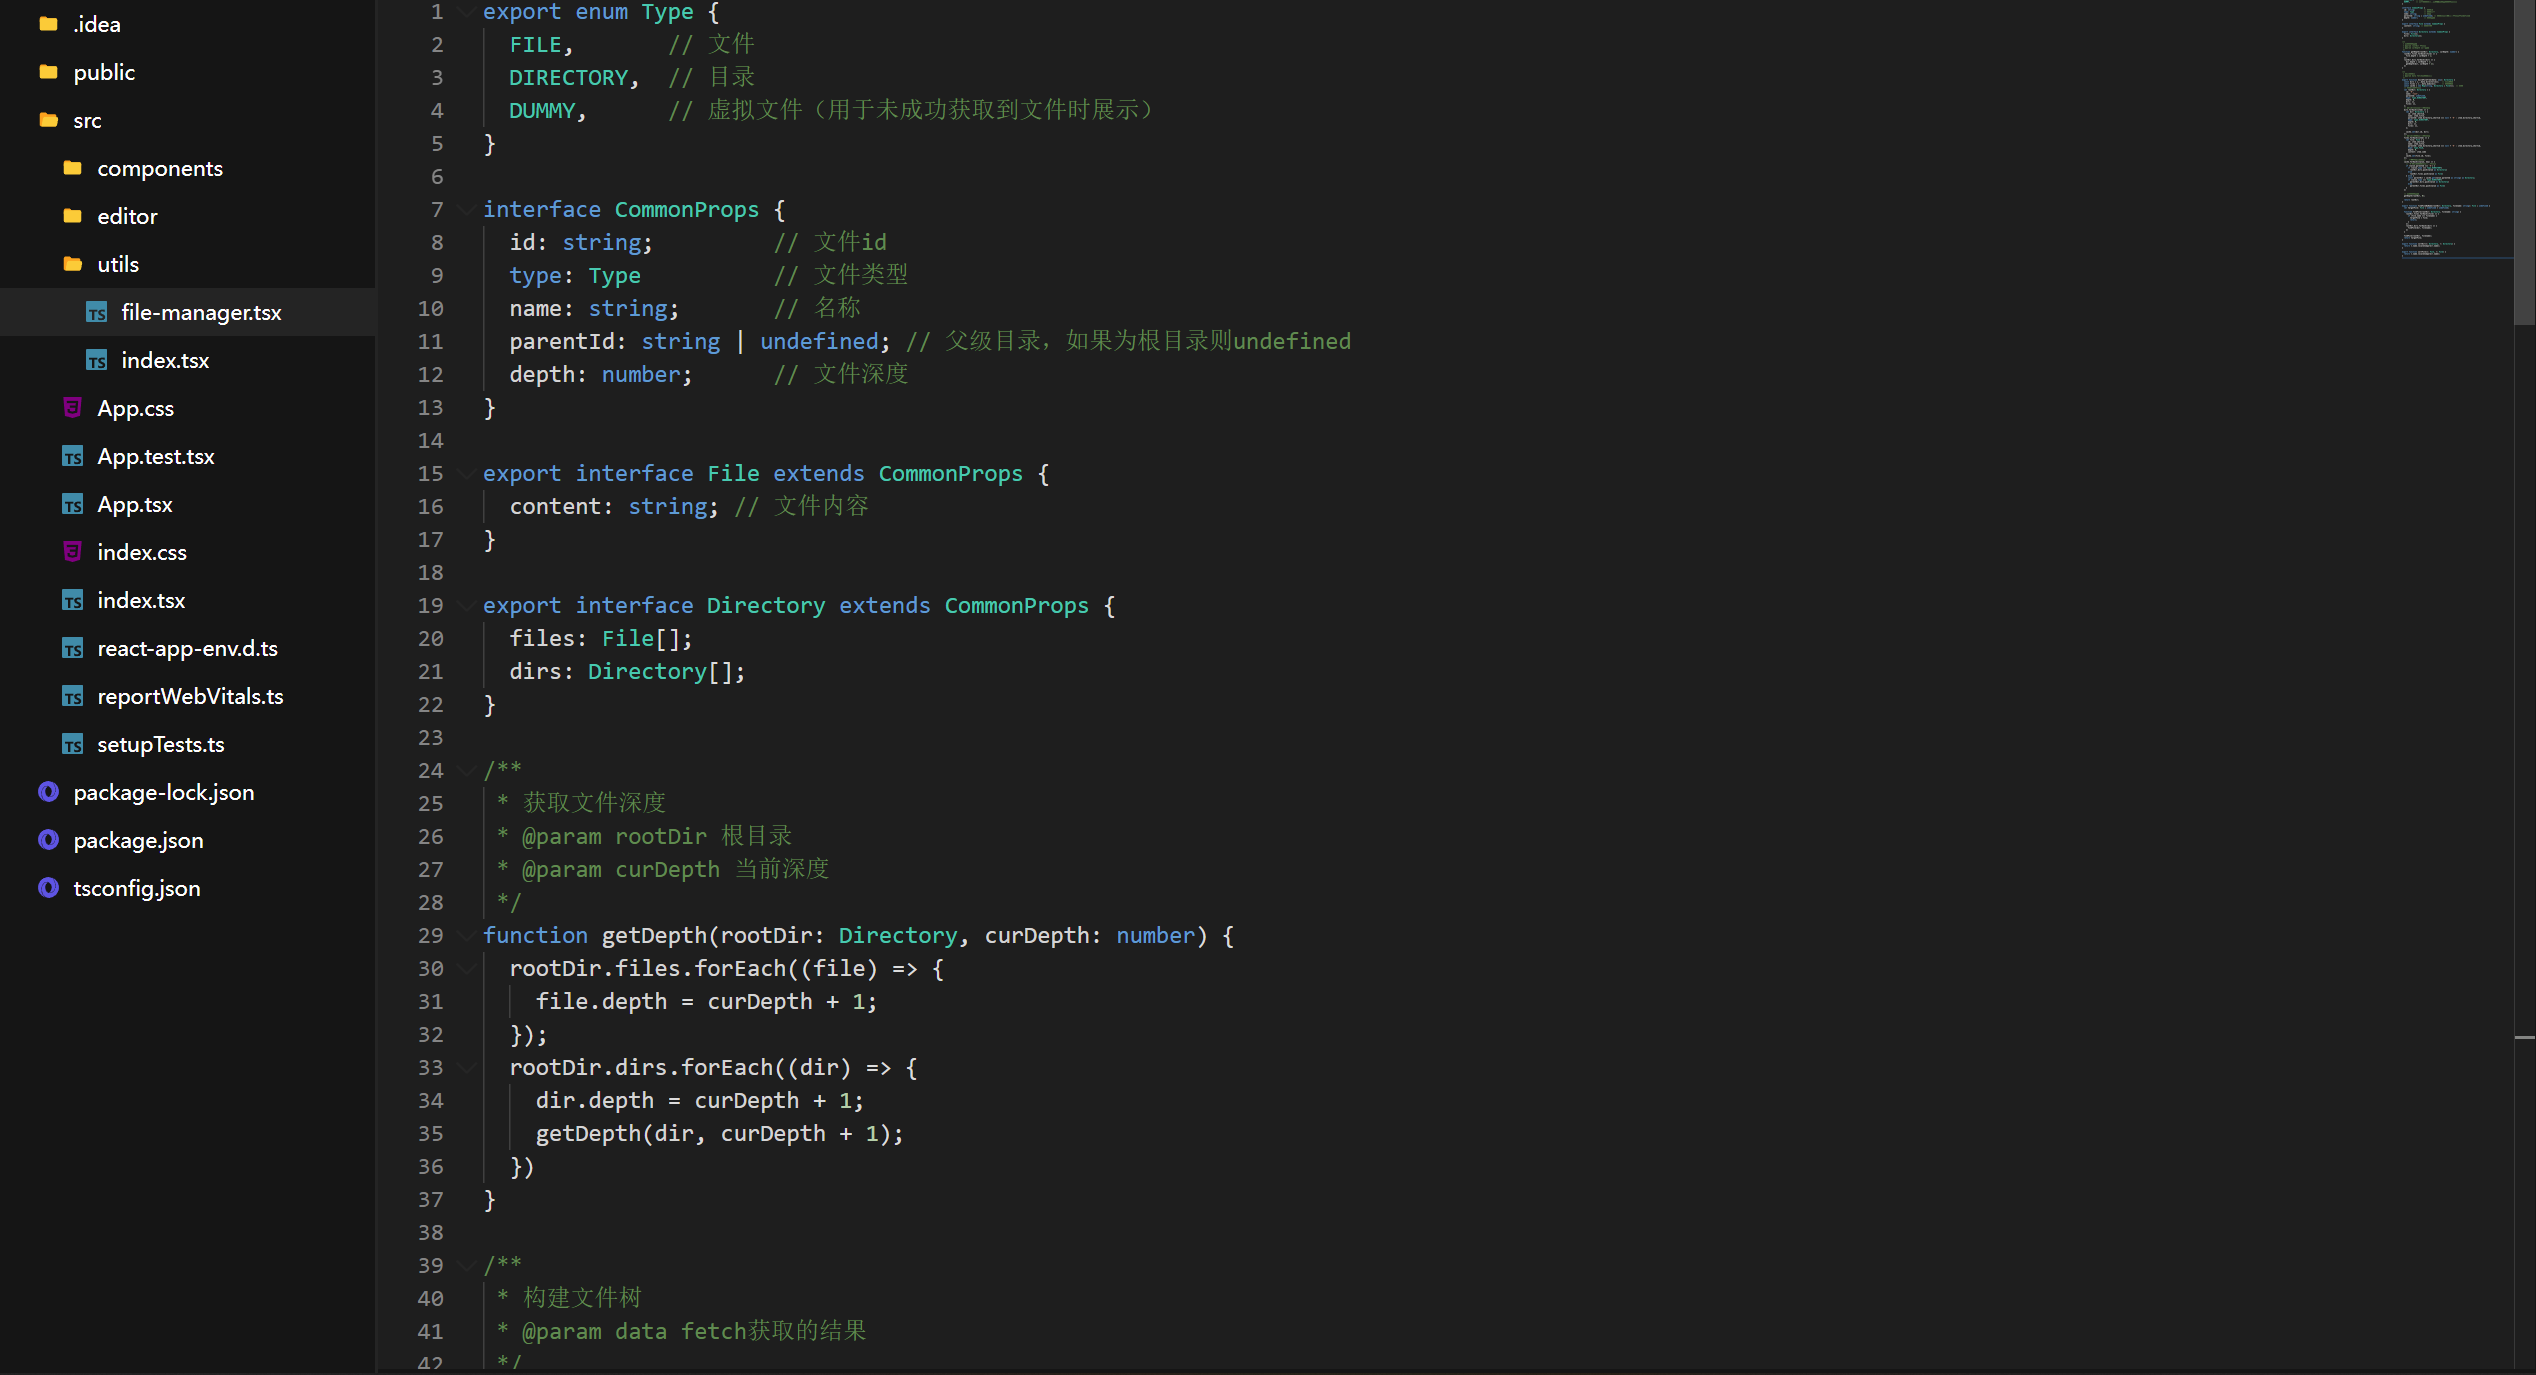 .idea
public
src
components
editor
utils
file-manager.tsx
index.tsx
App.css
App.test.tsx
App.tsx
index.css
index.tsx
react-app-env.d.ts
reportWebVitals.ts
setupTests.ts
package-lock.json
package.json
tsconfig.json
1 export enum Type {
2 FILE, // 文件
3 DIRECTORY, // 目录
4 DUMMY, // 虚拟文件（用于未成功获取到文件时展示）
5 }
6
7 interface CommonProps {
8 id: string; // 文件id
9 type: Type // 文件类型
10 name: string; // 名称
11 parentId: string | undefined; // 父级目录，如果为根目录则undefined
12 depth: number; // 文件深度
13 }
14
15 export interface File extends CommonProps {
16 content: string; // 文件内容
17 }
18
19 export interface Directory extends CommonProps {
20 files: File[];
21 dirs: Directory[];
22 }
23
24 /**
25 * 获取文件深度
26 * @param rootDir 根目录
27 * @param curDepth 当前深度
28 */
29 function getDepth(rootDir: Directory, curDepth: number) {
30 rootDir.files.forEach((file) => {
31 file.depth = curDepth + 1;
32 });
33 rootDir.dirs.forEach((dir) => {
34 dir.depth = curDepth + 1;
35 getDepth(dir, curDepth + 1);
36 })
37 }
38
39 /**
40 * 构建文件树
41 * @param data fetch获取的结果
42 */